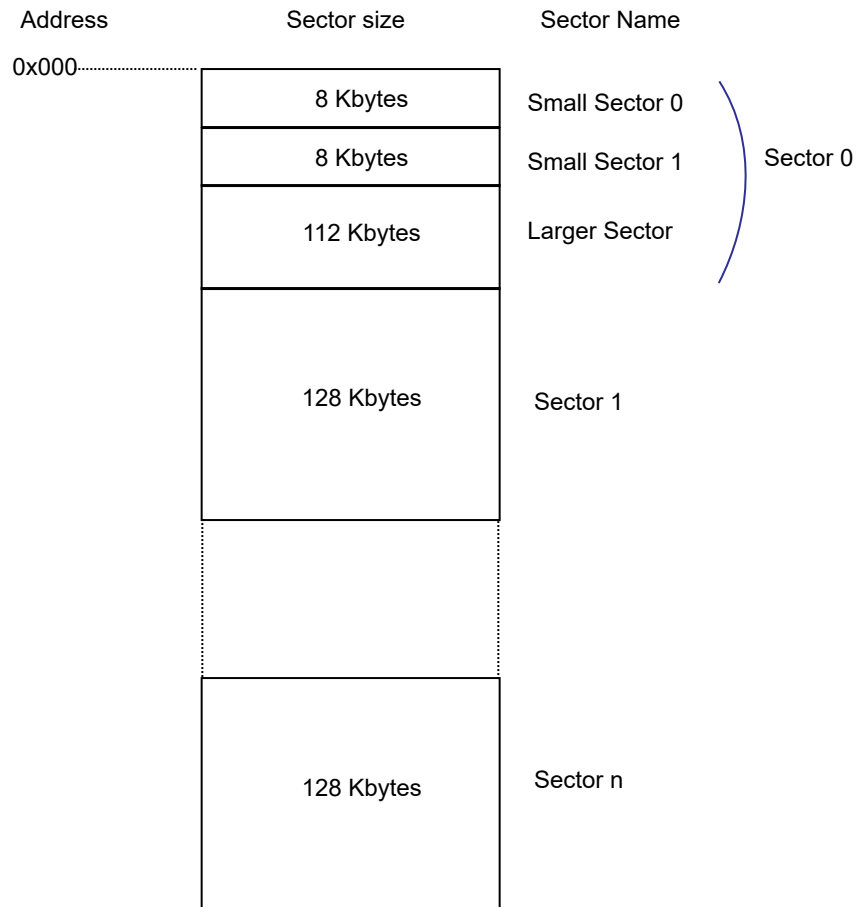 Address Sector size Sector Name
0x000
8 Kbytes Small Sector 0
8 Kbytes Small Sector 1 Sector 0
112 Kbytes Larger Sector
128 Kbytes Sector 1
128 Kbytes Sector n